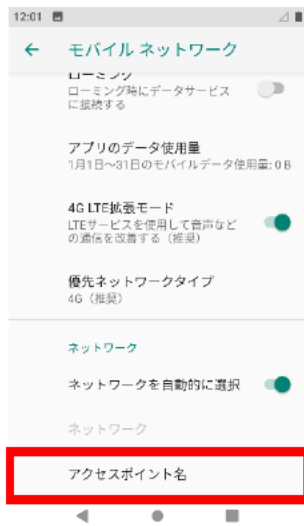 12:01
モバイル ネットワーク
ローミング
ローミング時にデータサービス
に接続する
アプリのデータ使用量
1月1日～31日のモバイルデータ使用量: 0 B
4G LTE拡張モード
LTEサービスを使用して音声など
の通信を改善する（推奨）
優先ネットワークタイプ
4G（推奨）
ネットワーク
ネットワークを自動的に選択
ネットワーク
アクセスポイント名